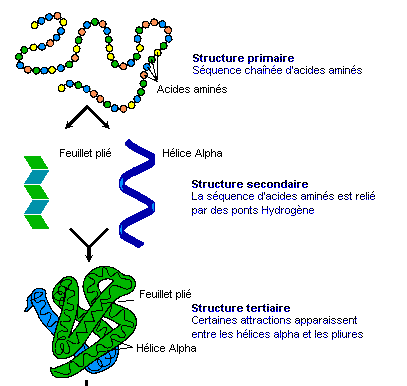 Structure primaire
Séquence chaînée d'acides aminés
Acides aminés
Feuillet plié
Hélice Alpha
Structure secondaire
La séquence d'acides aminés est relié
par des ponts Hydrogène
Feuillet plié
Structure tertiaire
Certaines attractions apparaissent
entre les hélices alpha et les pliures
Hélice Alpha